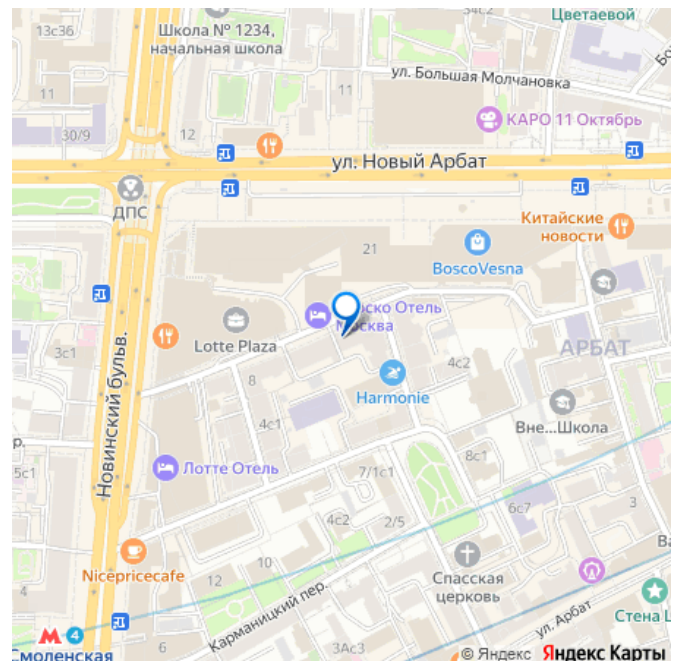 Цветаевой
13с36
Школа № 1234,
начальная школа
ул. Большая Молчановка
11
11
КАРО 11 Октябрь
30/9
12
ул. Новый Арбат
ДПС
Китайские
новости
21
BoscoVesna
Lotte Plaza
оско Отель
Москва
3с1
АРБАТ
4с2
8
Harmonie
4с1
Вне...Школа
Новинский бульв.
р.
5с1
Лотте Отель
7/1с1
8с1
6с7
3
4с2
2/5
Nicepricecafe
10
12
Спасская
церковь
Ва
Карманицкий пер.
ул. Арбат
Стена Ц
4
Смоленская
6
3Ас3
© Яндекс Яндекс Карты